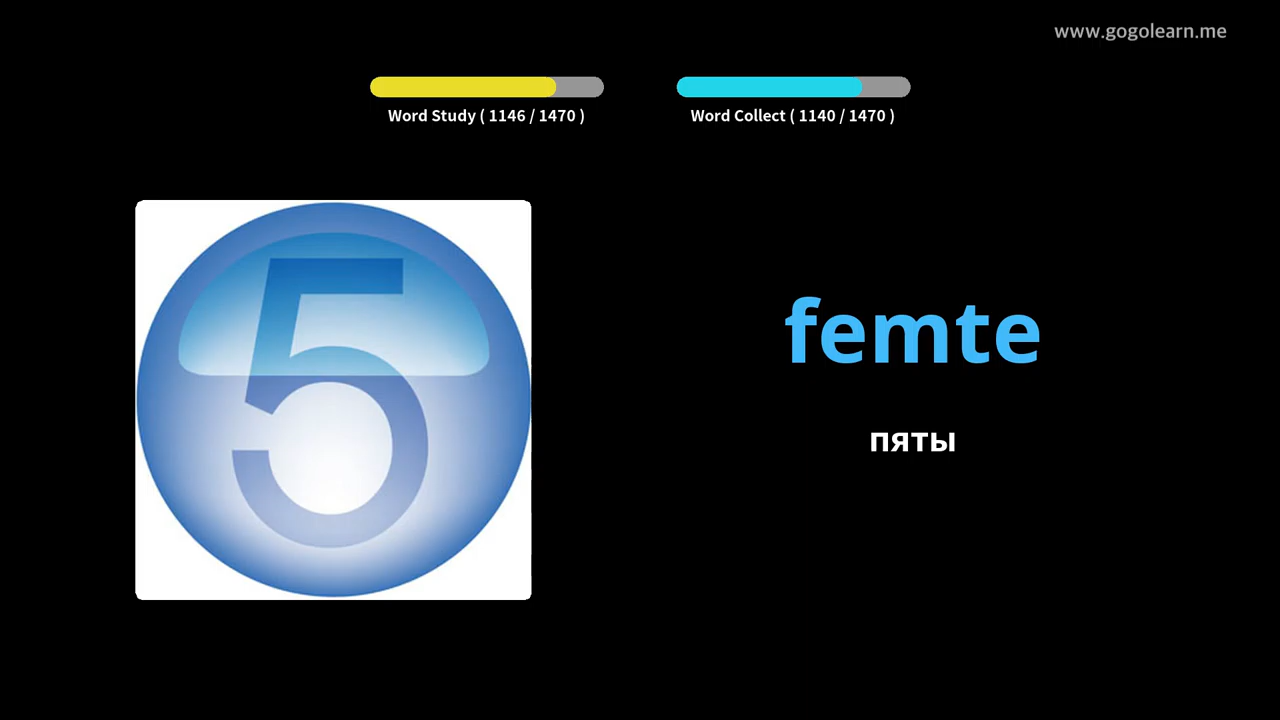 www.gogolearn.me
Word Study ( 1146 / 1470 )
Word Collect ( 1140 / 1470 )
5
femte
пяты